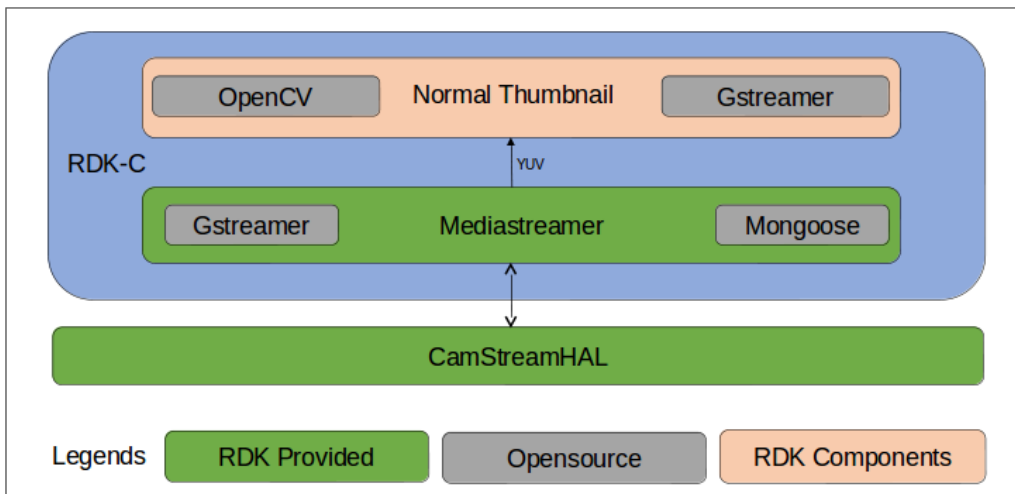 OpenCV
Normal Thumbnail
Gstreamer
RDK-C
YUV
Gstreamer
Mediastreamer
Mongoose
CamStreamHAL
Legends
RDK Provided
Opensource
RDK Components